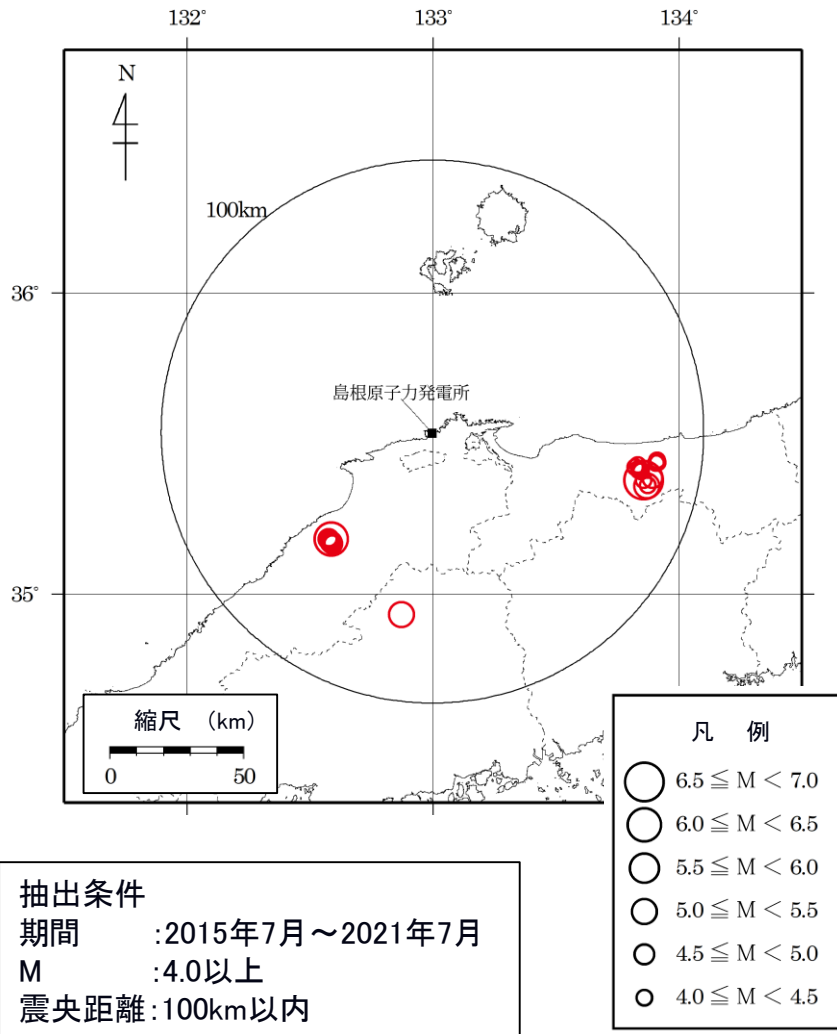 132° 133° 134°
N
100km
36°
島根原子力発電所
35°
縮尺 (km)
0 50
凡 例
6.5 ≦ M < 7.0
6.0 ≦ M < 6.5
5.5 ≦ M < 6.0
5.0 ≦ M < 5.5
4.5 ≦ M < 5.0
4.0 ≦ M < 4.5
抽出条件
期間 :2015年7月~2021年7月
M :4.0以上
震央距離:100km以内